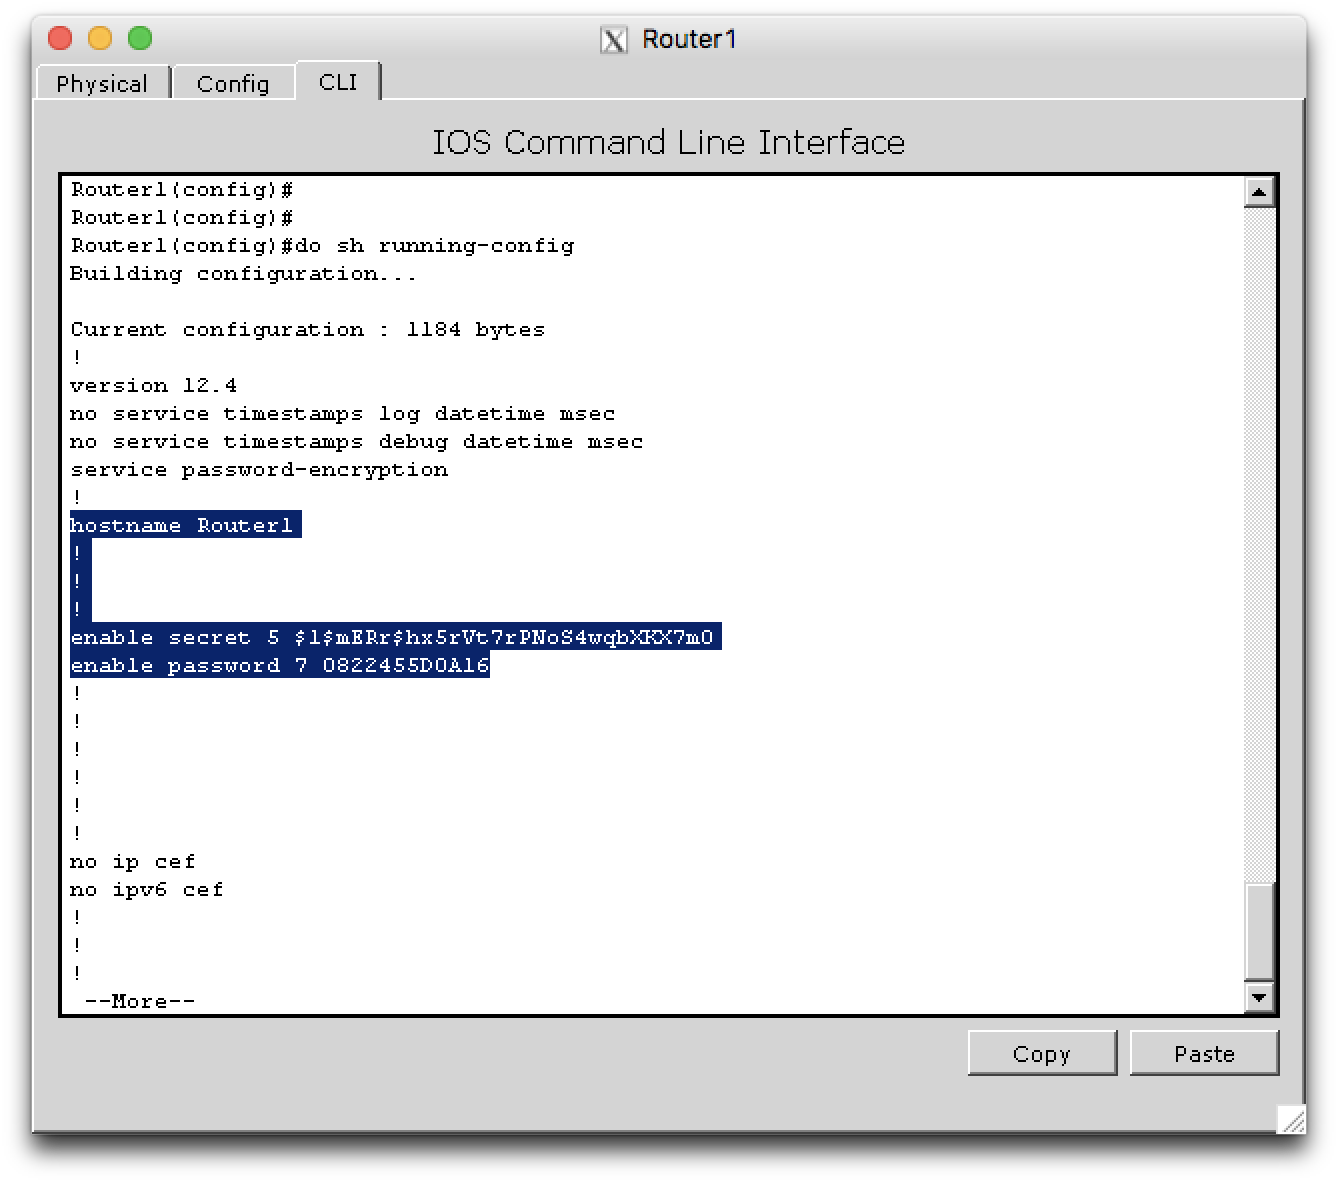 Router1
Physical
Config
CLI
IOS Command Line Interface
Router1(config)#
Router1(config)#
Router1(config)#do sh running-config
Building configuration...
Current configuration : 1184 bytes
!
version 12.4
no service timestamps log datetime msec
no service timestamps debug datetime msec
service password-encryption
!
hostname Router1
!
!
!
enable secret 5 $1$mERr$hx5rVt7rPNoS4wqbXKX7m0
enable password 7 0822455D0A16
!
!
!
!
!
!
no ip cef
no ipv6 cef
!
!
!
--More--
Copy
Paste